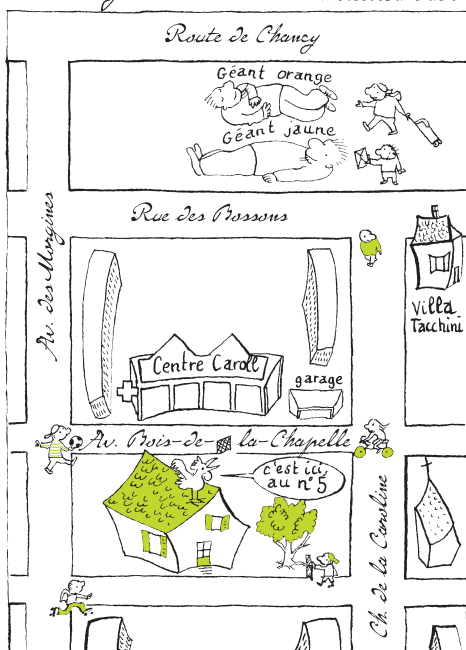 Route de Chancy
Géant orange
Géant jaune
Rue des Bossons
Av. des Morgines
Villa
Tacchini
Centre Caroll
garage
Av. Bois-de-la-Chapelle
c'est ici
au n° 5
Ch. de la Caroline